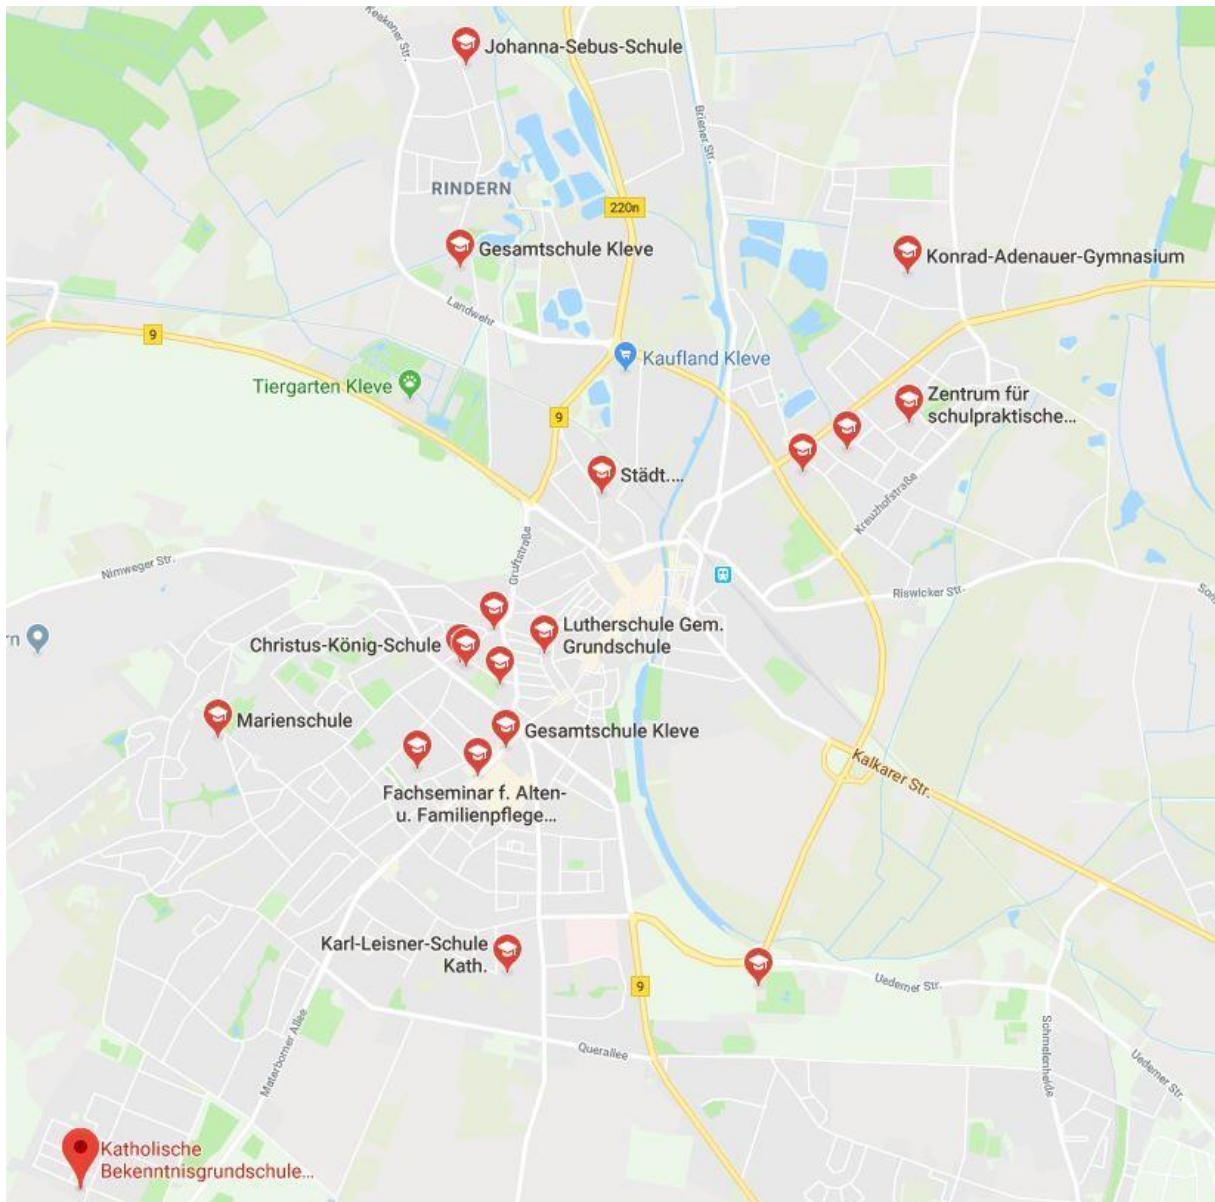 Keekener Str.
Johanna-Sebus-Schule
Briener Str.
RINDERN
220n
Gesamtschule Kleve
Konrad-Adenauer-Gymnasium
Landwehr
9
Kaufland Kleve
Tiergarten Kleve
Zentrum für
schulpraktische...
9
Städt....
Kreuzhofstraße
Gruftstraße
Nimweger Str.
Riswicker Str.
Lutherschule Gem.
Grundschule
Christus-König-Schule
Marienschule
Gesamtschule Kleve
Kalkarer Str.
Fachseminar f. Alten-
u. Familienpflege...
Karl-Leisner-Schule
Kath.
9
Uedemer Str.
Materborner Allee
Querallee
Schmelenheide
Uedemer Str.
Katholische
Bekenntnisgrundschule...